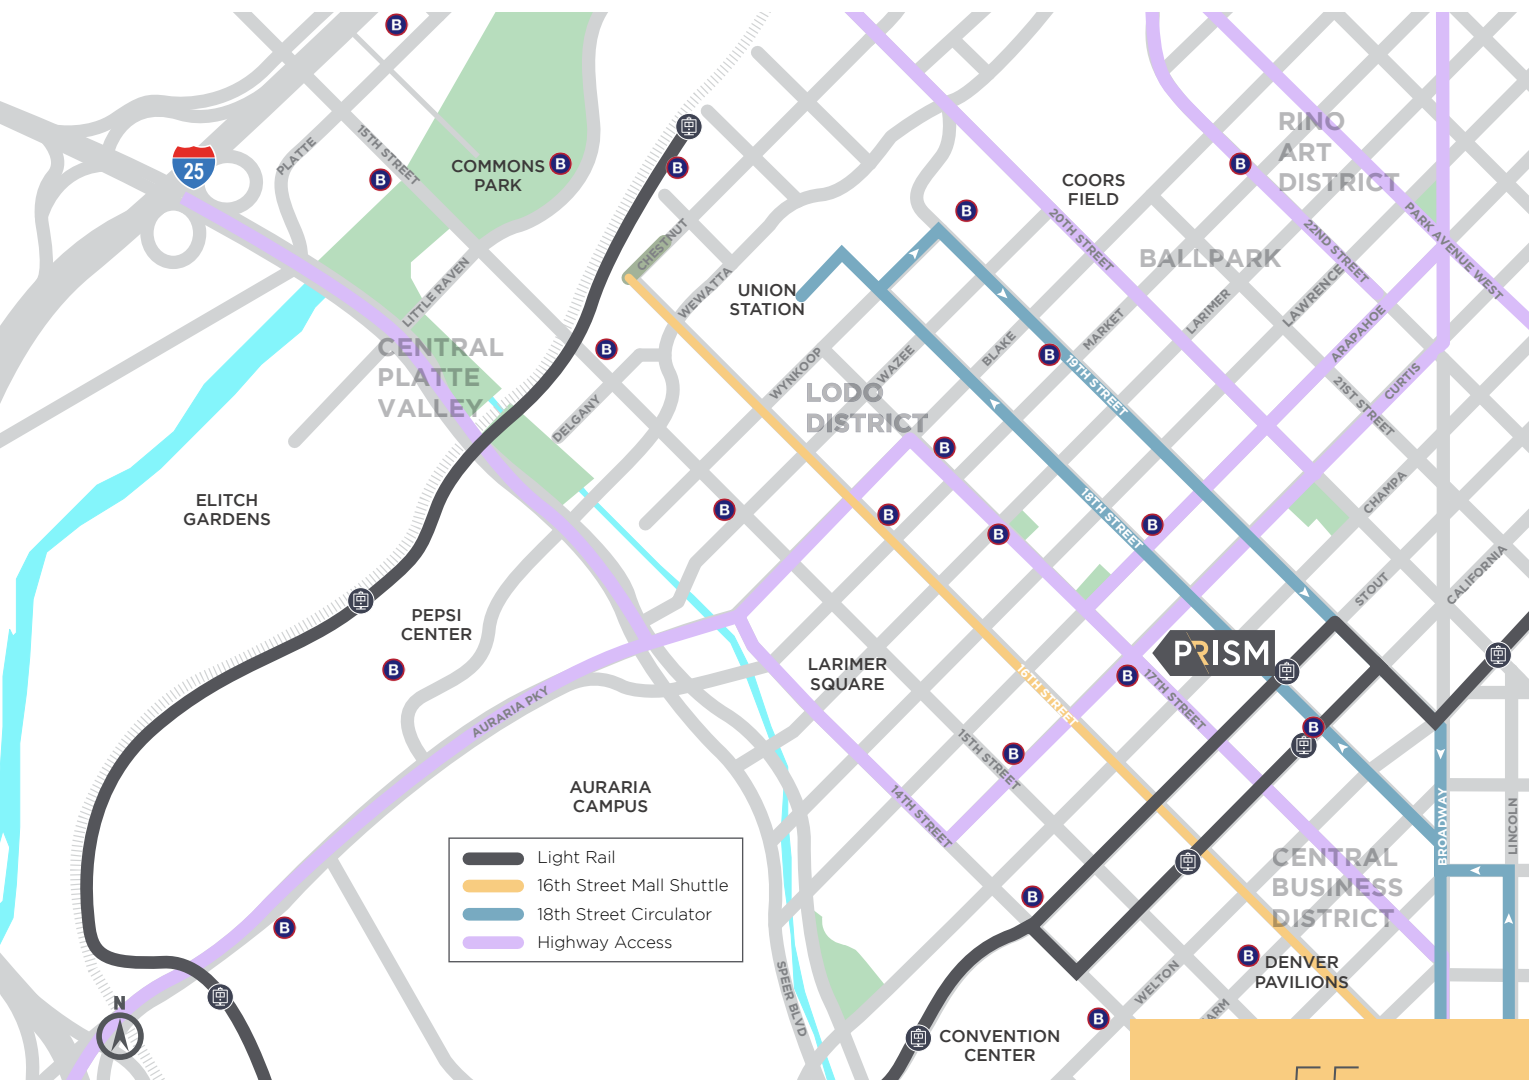 B
RINO
ART
DISTRICT
25
PLATTE
15TH STREET
B
COMMONS
PARK
B
B
B
COORS
FIELD
B
20TH STREET
22ND STREET
PARK AVENUE WEST
BALLPARK
CHESTNUT
LITTLE RAVEN
WEWATTA
UNION
STATION
LAWRENCE
LARIMER
MARKET
ARAPAHOE
CENTRAL
PLATTE
VALLEY
B
WYNKOOP
WAZEE
BLAKE
B
19TH STREET
CURTIS
21ST STREET
LODO
DISTRICT
DELGANY
B
ELITCH
GARDENS
B
B
B
18TH STREET
B
CHAMPA
STOUT
CALIFORNIA
PEPSI
CENTER
B
LARIMER
SQUARE
PRISM
B
17TH STREET
16TH STREET
AURARIA PKY
15TH STREET
B
B
AURARIA
CAMPUS
14TH STREET
BROADWAY
LINCOLN
Light Rail
16th Street Mall Shuttle
18th Street Circulator
Highway Access
CENTRAL
BUSINESS
DISTRICT
B
B
SPEER BLVD
B
DENVER
PAVILIONS
WELTON
N
B
CONVENTION
CENTER